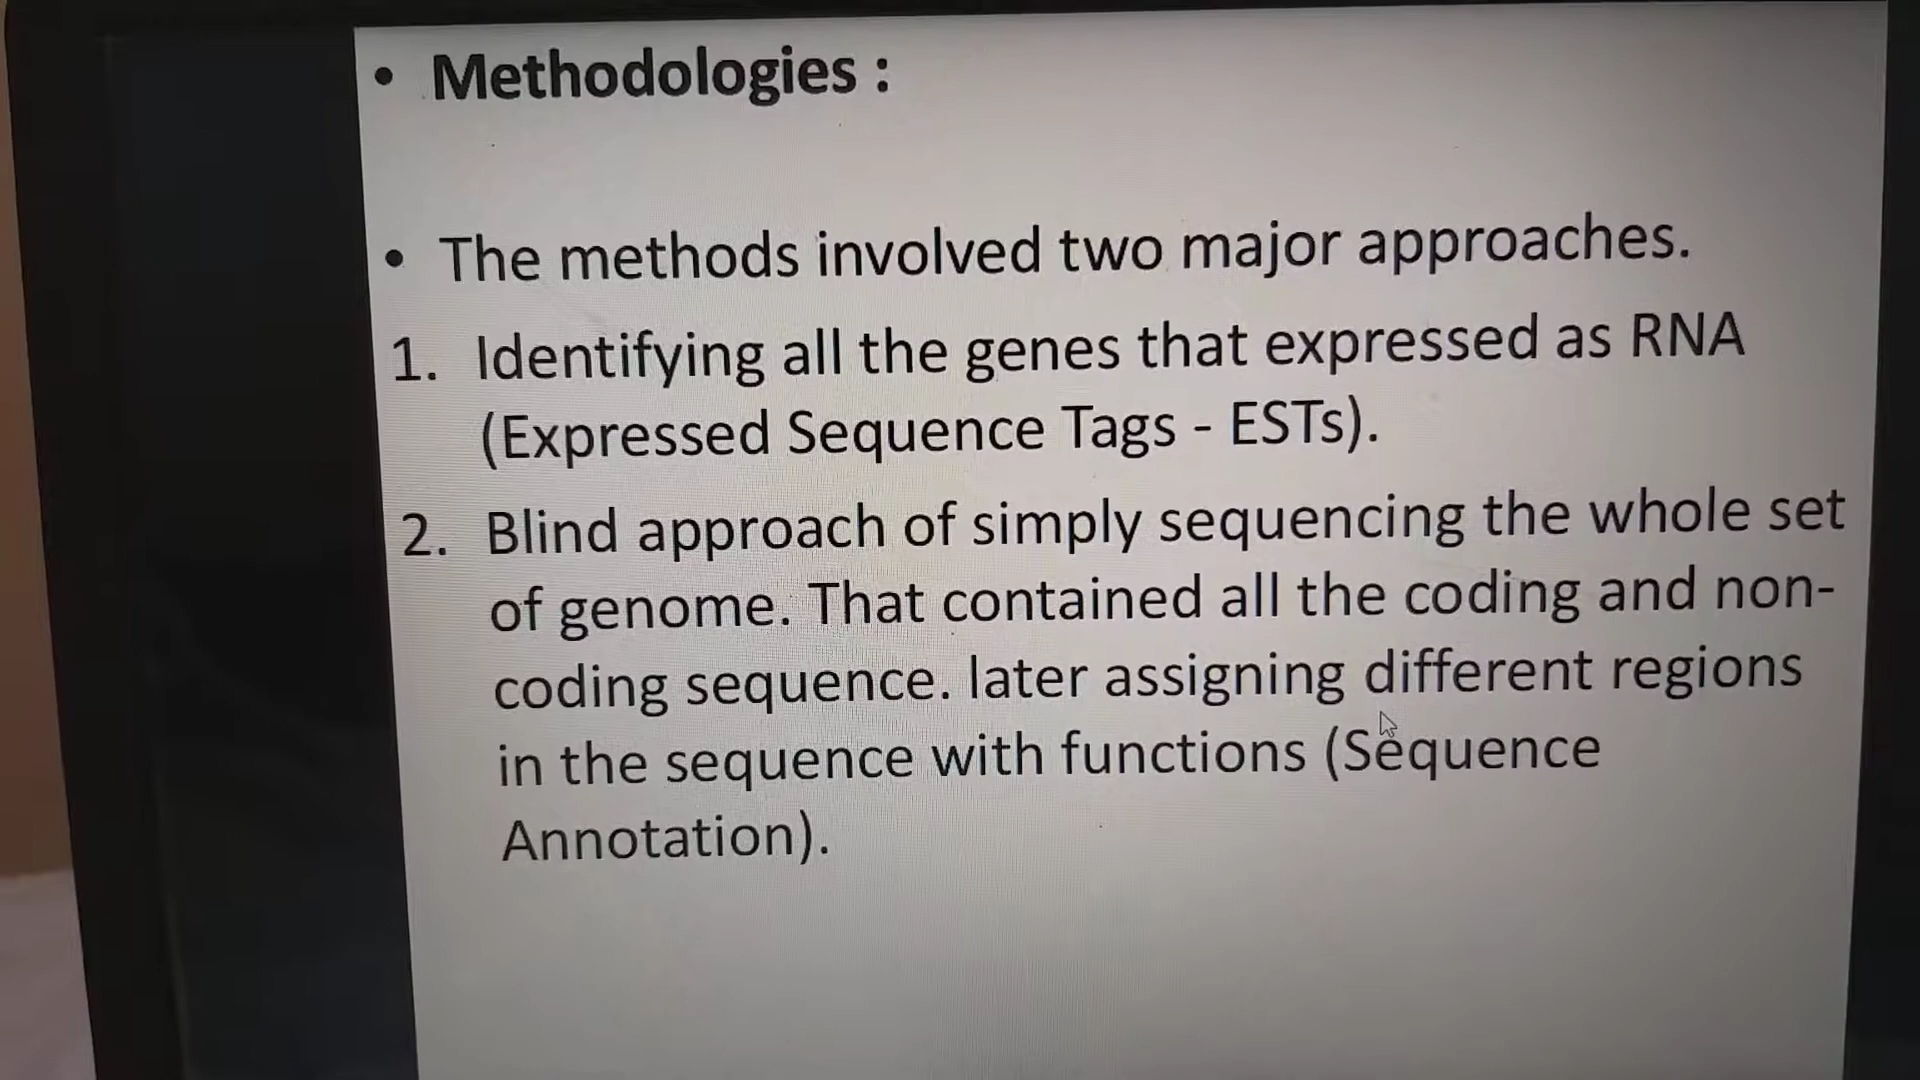 • Methodologies :
• The methods involved two major approaches.
1. Identifying all the genes that expressed as RNA
(Expressed Sequence Tags - ESTs).
2. Blind approach of simply sequencing the whole set
of genome. That contained all the coding and non-
coding sequence. later assigning different regions
in the sequence with functions (Sequence
Annotation).